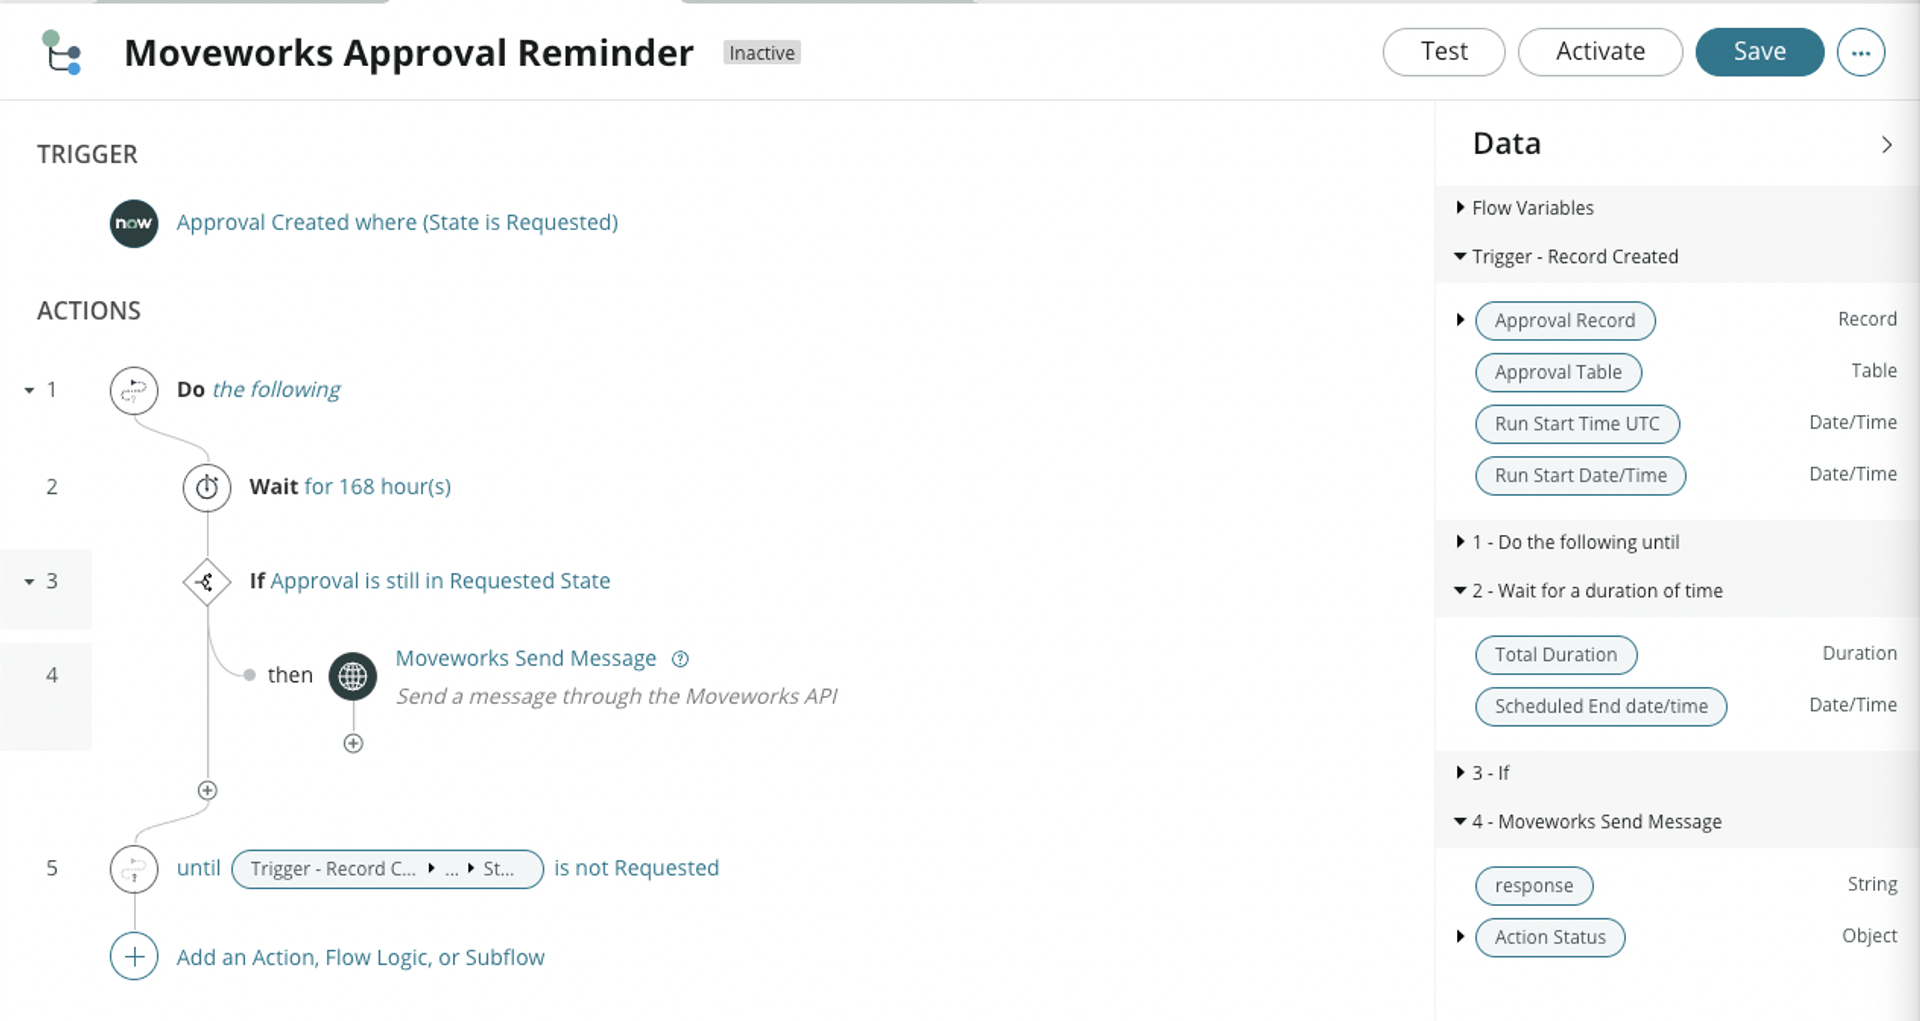 Moveworks Approval Reminder Inactive Test Activate Save ...
TRIGGER
now Approval Created where (State is Requested)
ACTIONS
1 Do the following
2 Wait for 168 hour(s)
3 If Approval is still in Requested State
4 then Moveworks Send Message ?
Send a message through the Moveworks API
5 until Trigger - Record C... ... St... is not Requested
Add an Action, Flow Logic, or Subflow
Data
Flow Variables
Trigger - Record Created
Approval Record Record
Approval Table Table
Run Start Time UTC Date/Time
Run Start Date/Time Date/Time
1 - Do the following until
2 - Wait for a duration of time
Total Duration Duration
Scheduled End date/time Date/Time
3 - If
4 - Moveworks Send Message
response String
Action Status Object